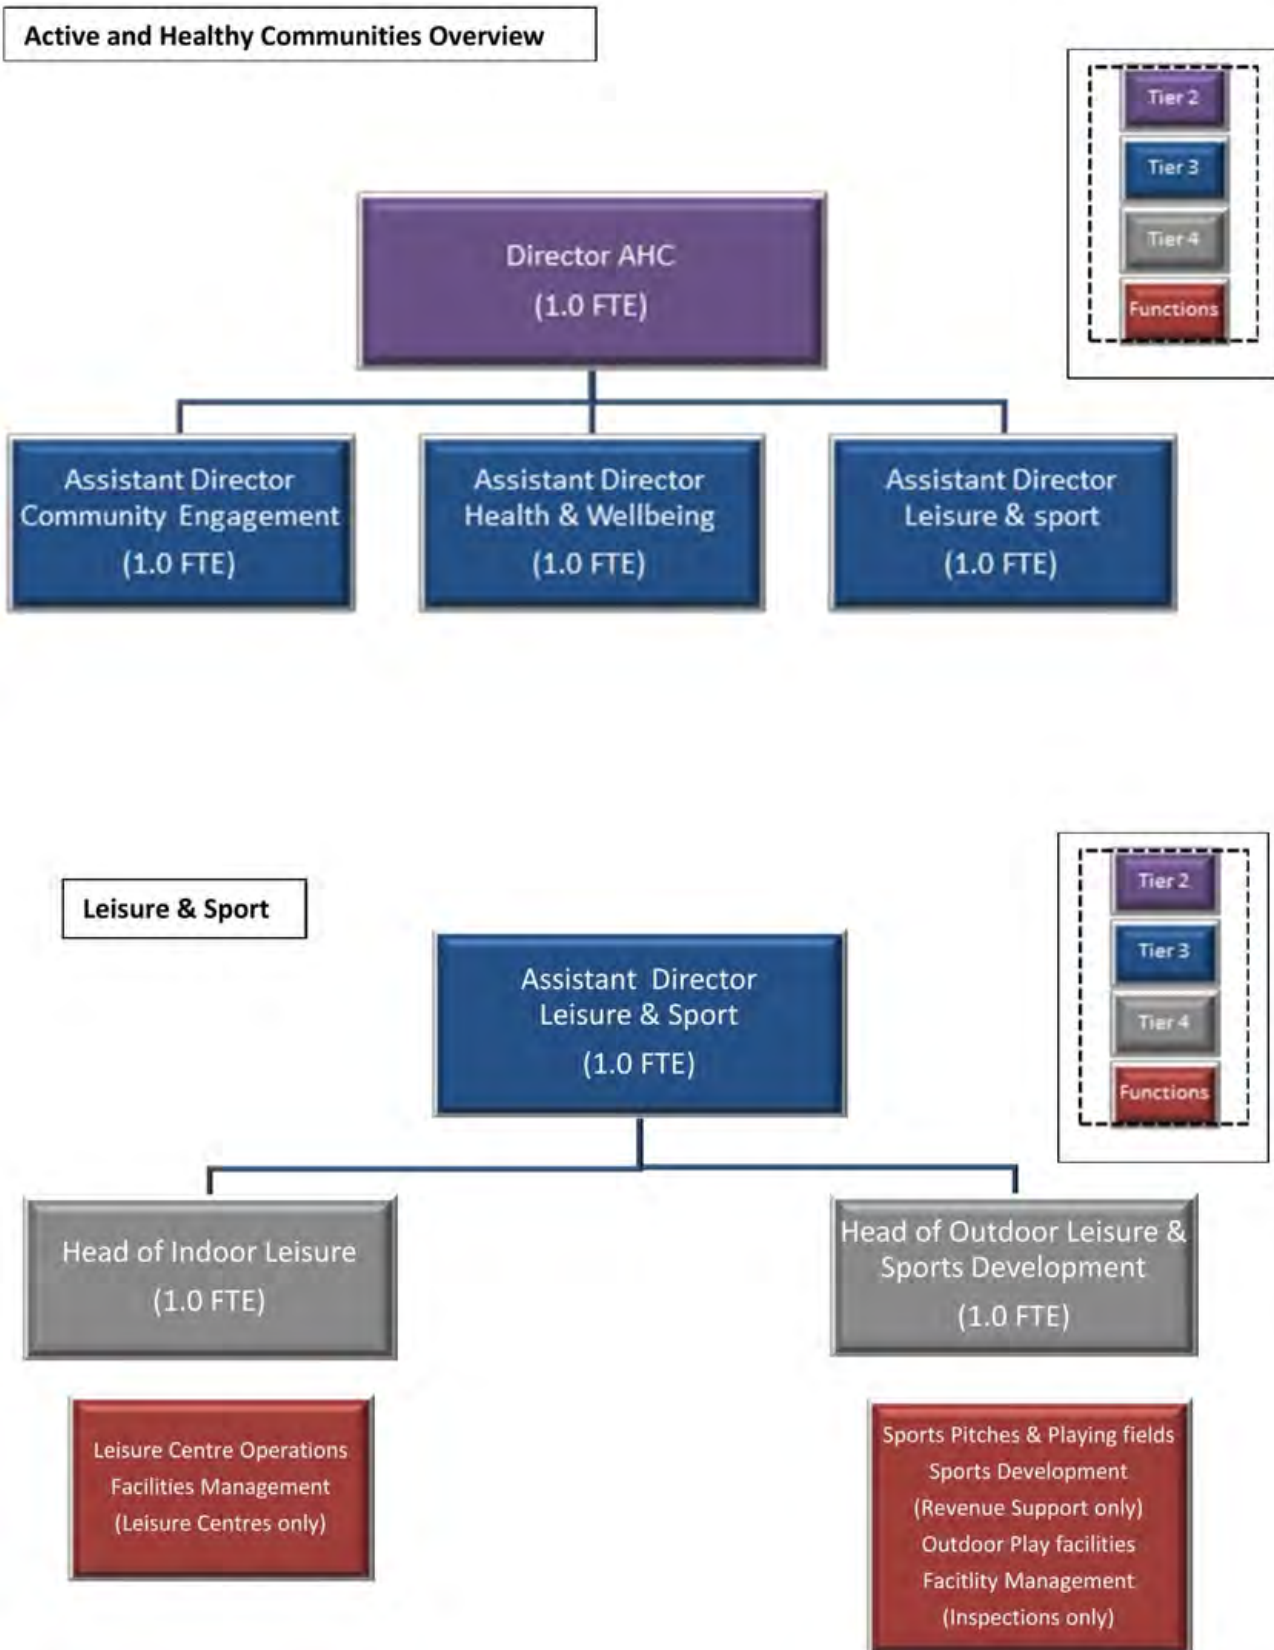 Active and Healthy Communities Overview
Tier 2
Tier 3
Tier 4
Functions
Director AHC
(1.0 FTE)
Assistant Director
Community Engagement
(1.0 FTE)
Assistant Director
Health & Wellbeing
(1.0 FTE)
Assistant Director
Leisure & sport
(1.0 FTE)
Leisure & Sport
Tier 2
Tier 3
Tier 4
Functions
Assistant Director
Leisure & Sport
(1.0 FTE)
Head of Indoor Leisure
(1.0 FTE)
Head of Outdoor Leisure &
Sports Development
(1.0 FTE)
Leisure Centre Operations
Facilities Management
(Leisure Centres only)
Sports Pitches & Playing fields
Sports Development
(Revenue Support only)
Outdoor Play facilities
Facitlity Management
(Inspections only)